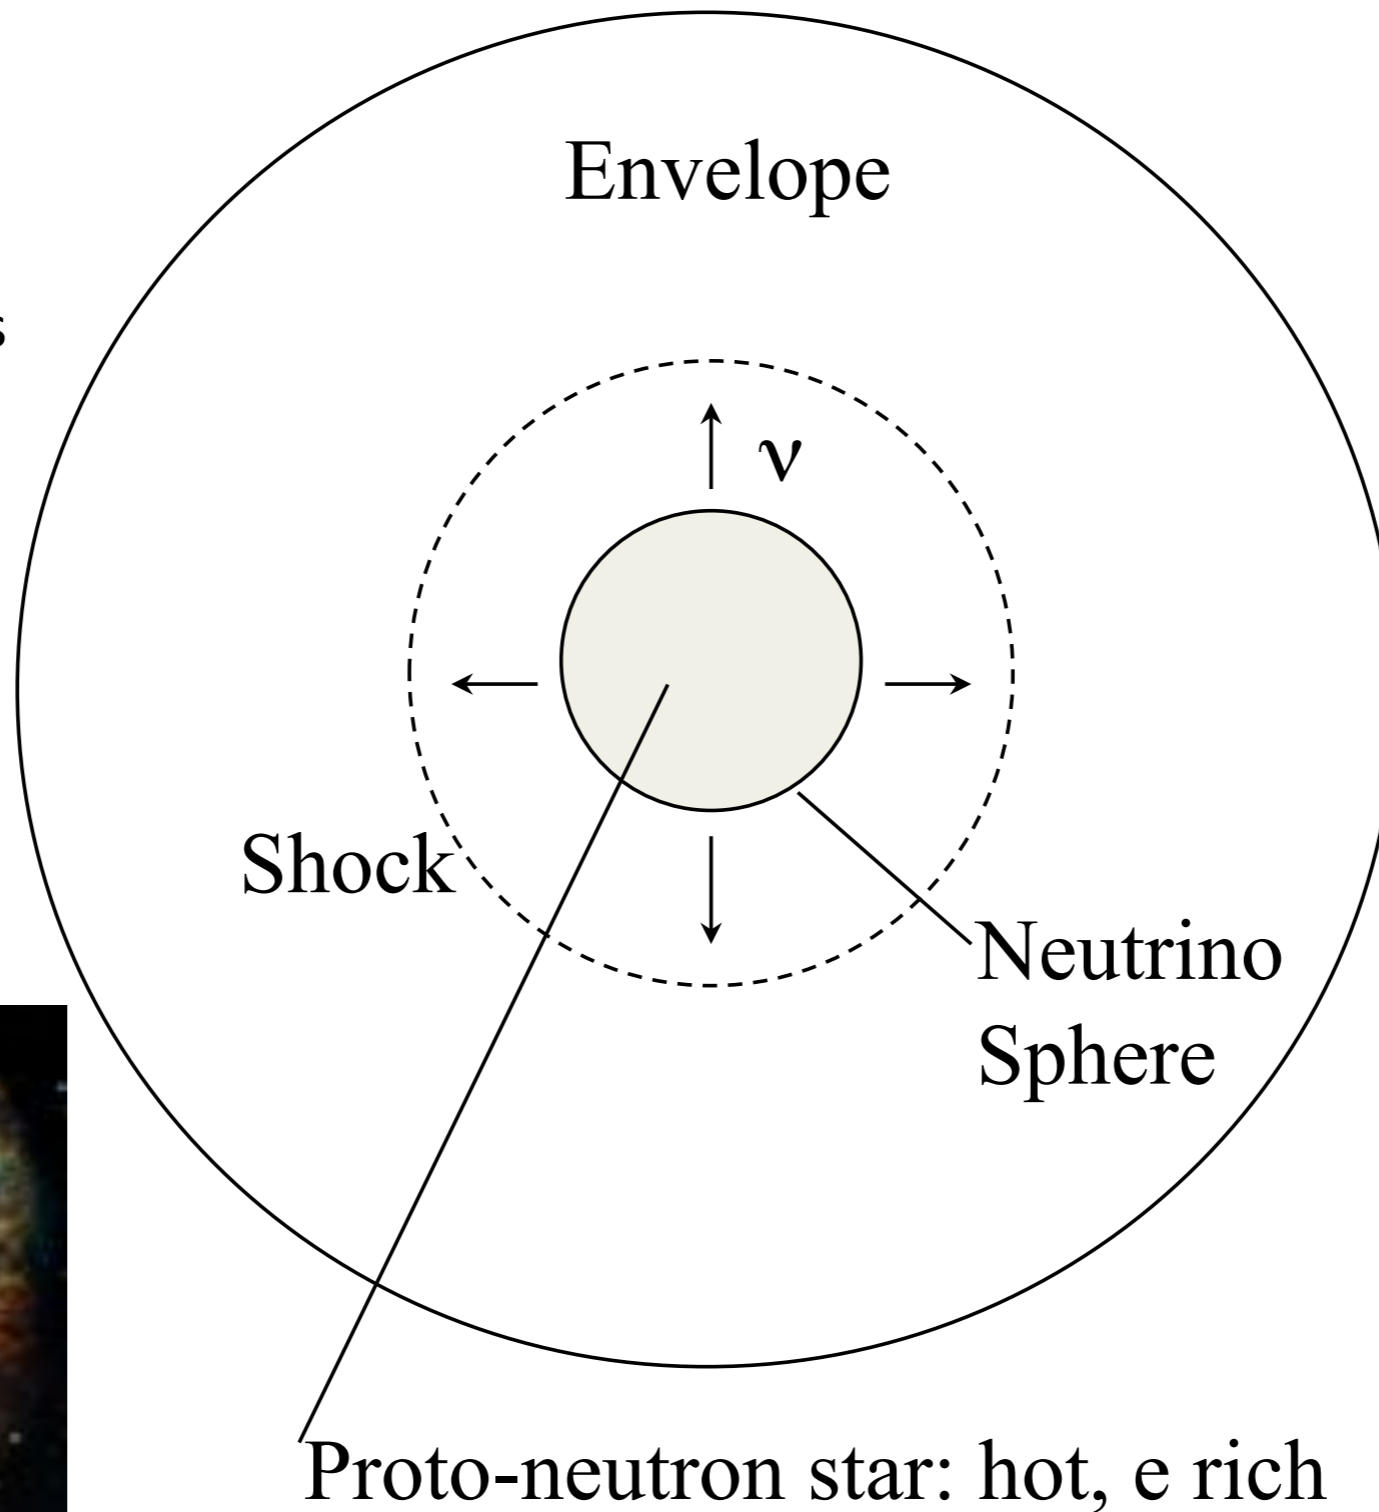 Envelope
s
ν
Shock
Neutrino
Sphere
Proto-neutron star: hot, e rich